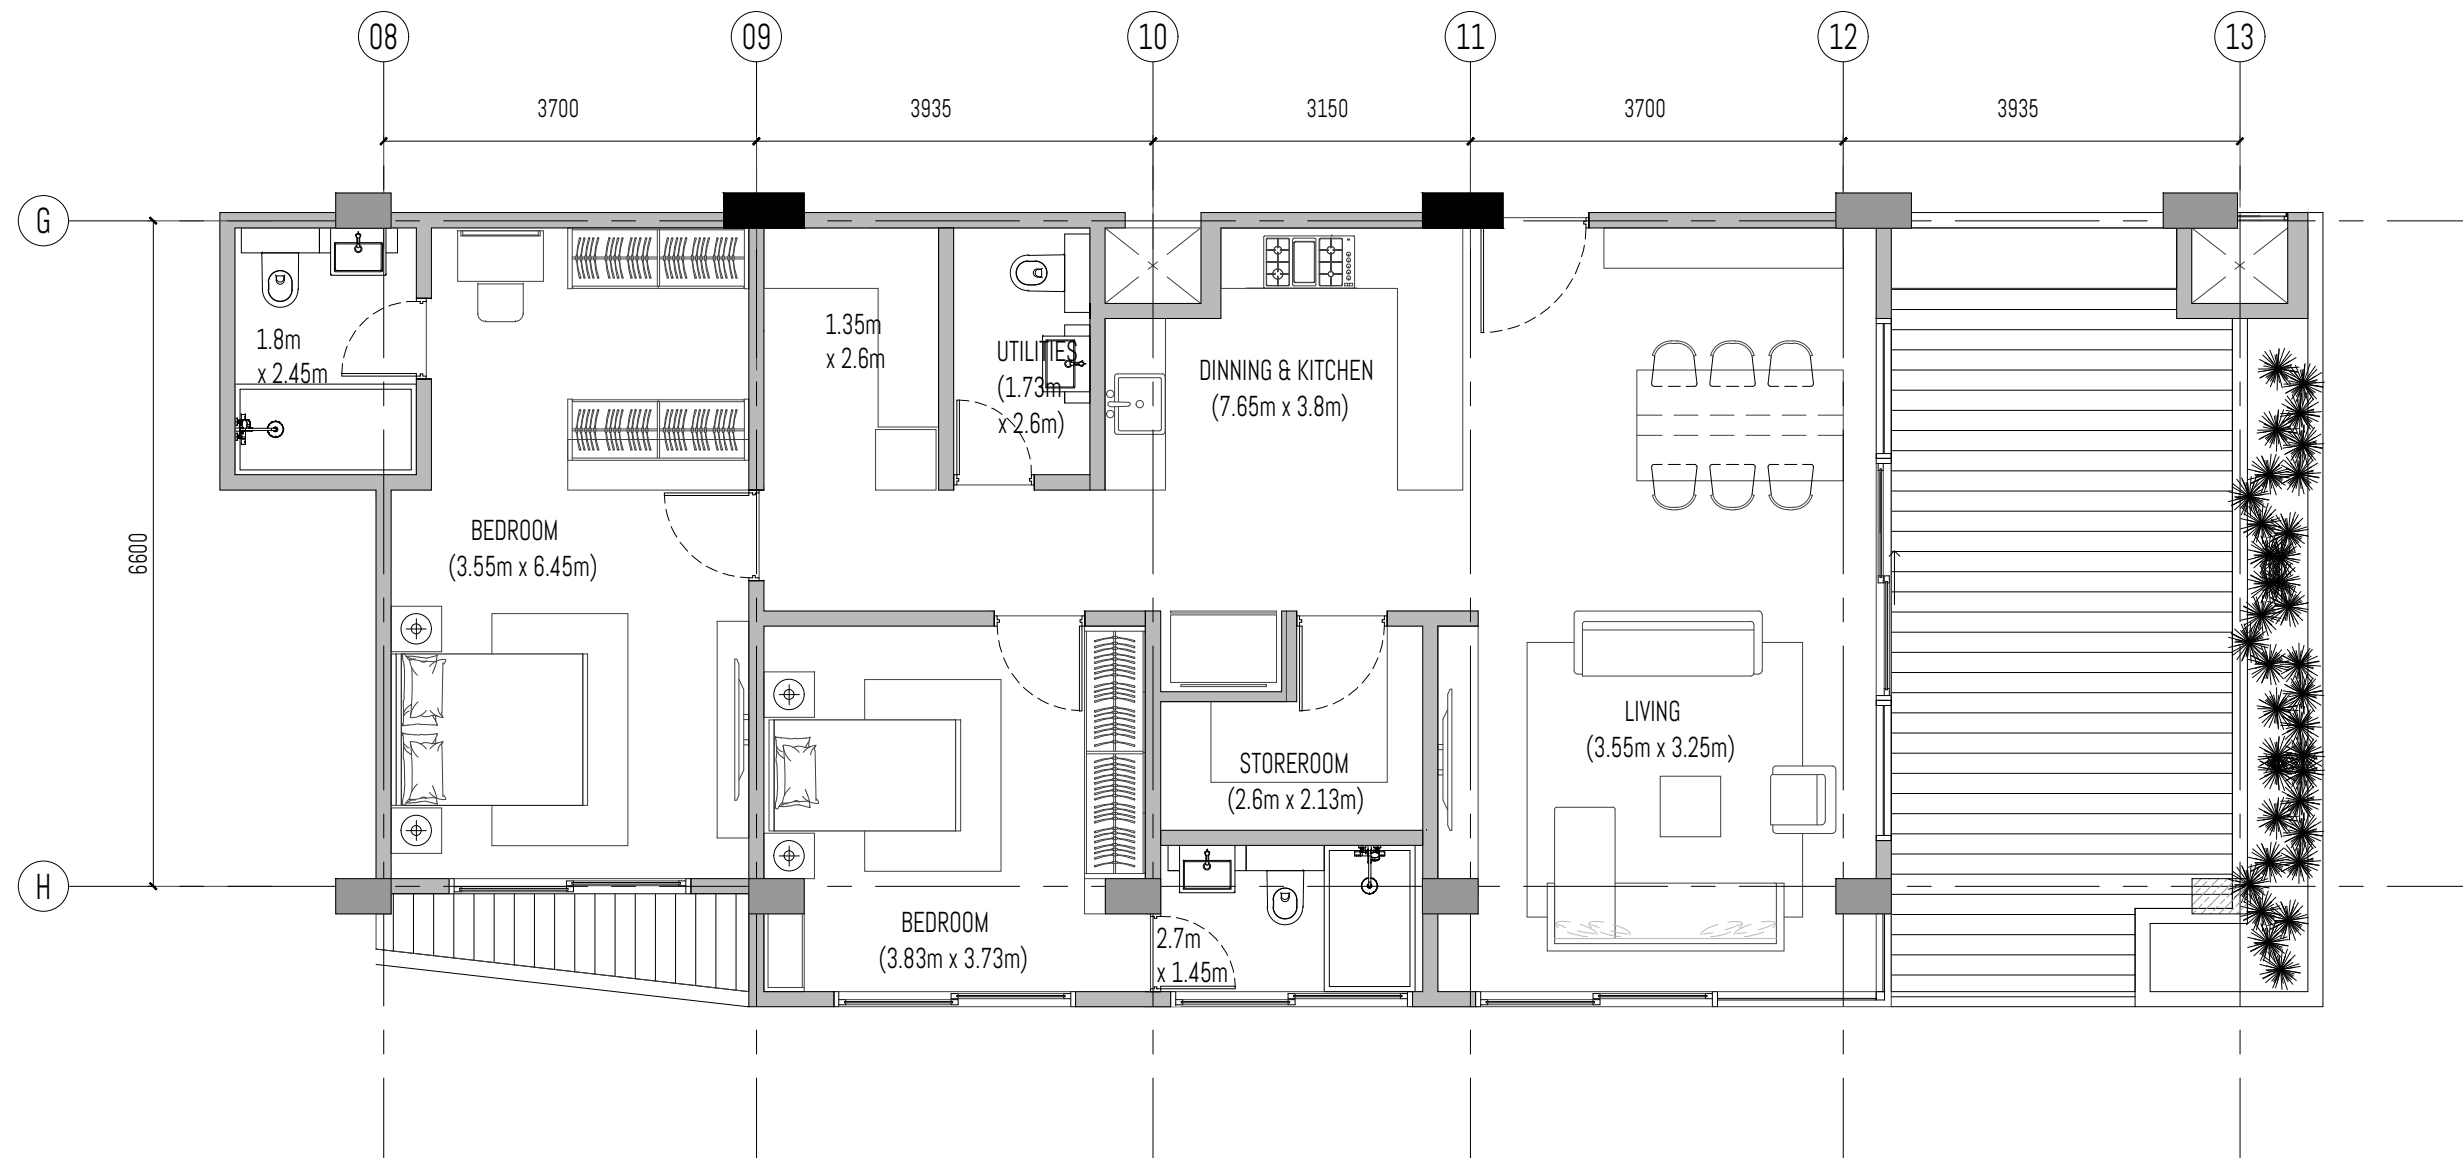 08
09
10
11
12
13
3700
3935
3150
3700
3935
G
6600
H
1.8m
x 2.45m
1.35m
x 2.6m
UTILITIES
(1.73m
x 2.6m)
DINNING & KITCHEN
(7.65m x 3.8m)
BEDROOM
(3.55m x 6.45m)
LIVING
(3.55m x 3.25m)
STOREROOM
(2.6m x 2.13m)
BEDROOM
(3.83m x 3.73m)
2.7m
x 1.45m